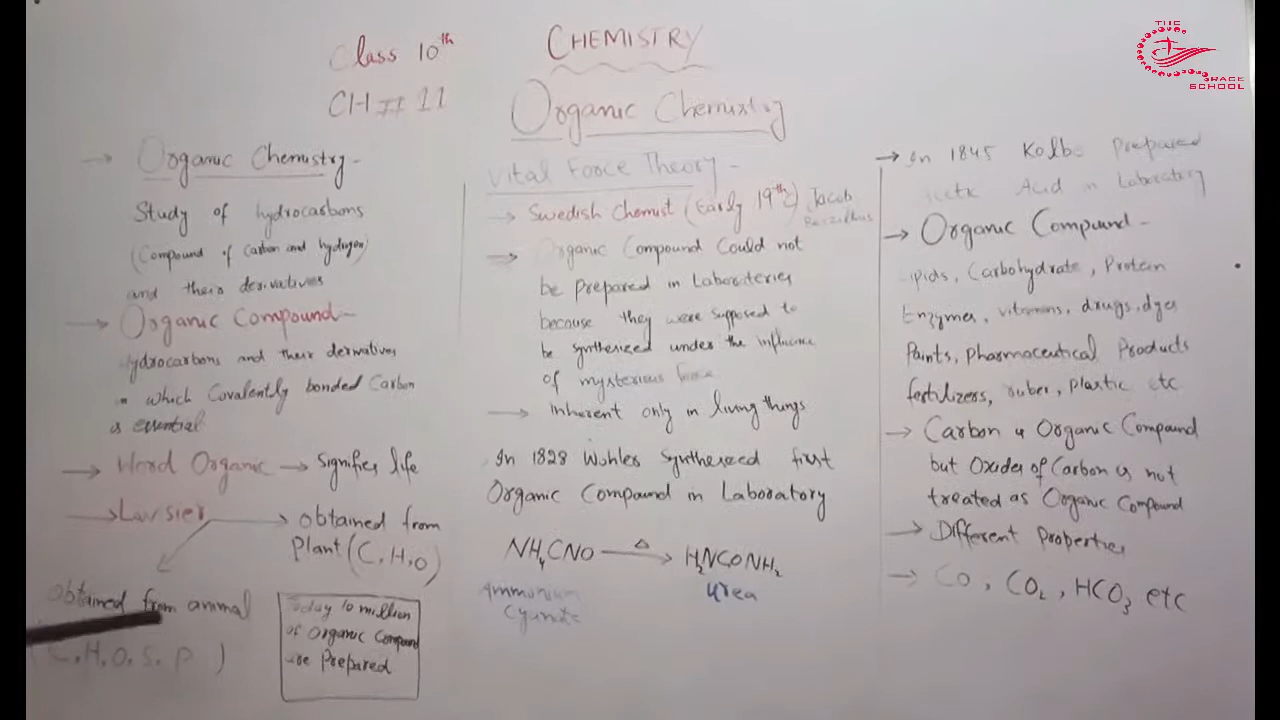 Class 10th
CHEMISTRY
CH # 11
Organic Chemistry
THE
GRACE
SCHOOL
→ Organic Chemistry-
Study of hydrocarbons
(Compound of carbon and hydrogen)
and their derivatives
→ Organic Compound-
Hydrocarbons and their derivatives
in which Covalently bonded Carbon
is essential
→ Word Organic → Signifies life
→ Lavsier → Obtained from
Plant (C,H,O)
Obtained from animal
(C,H,O,S,P )
Today 10 million
of Organic Compound
are Prepared
Vital Force Theory-
→ Swedish Chemist (Early 19th C) Jacob
→ Organic Compound Could not
be prepared in Laboratories
because they were supposed to
be synthesized under the influence
of mysterious force
→ inherent only in living things
In 1828 Wohler Synthesized first
Organic Compound in Laboratory
NH₄CNO —Δ→ H₂NCONH₂
Ammonium
Urea
Cyanate
→ In 1845 Kolbe Prepared
Acid in Laboratory
→ Organic Compound-
lipids, Carbohydrate, Protein
Enzymes, vitamins, drugs, dyes
Paints, Pharmaceutical Products
fertilizers, ruber, plastic etc
→ Carbon is Organic Compound
but Oxides of Carbon is not
treated as Organic Compound
→ Different Properties
→ CO, CO₂, HCO₃ etc